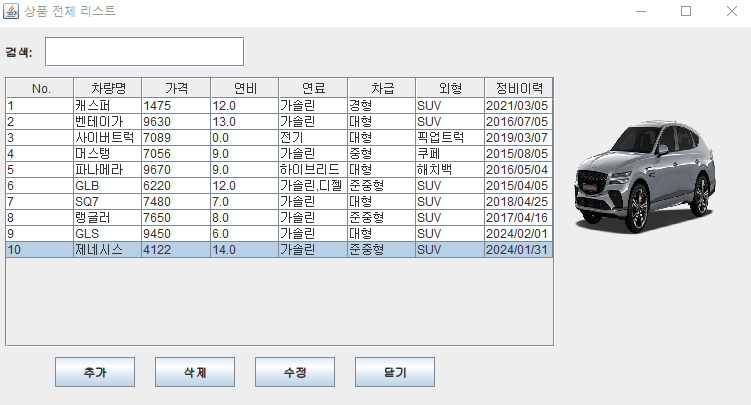 상품 전체 리스트
검색:
No. 차량명 가격 연비 연료 차급 외형 정비이력
1 캐스퍼 1475 12.0 가솔린 경형 SUV 2021/03/05
2 벤테이가 9630 13.0 가솔린 대형 SUV 2016/07/05
3 사이버트럭 7089 0.0 전기 대형 픽업트럭 2019/03/07
4 머스탱 7056 9.0 가솔린 중형 쿠페 2015/08/05
5 파나메라 9670 9.0 하이브리드 대형 해치백 2016/05/04
6 GLB 6220 12.0 가솔린,디젤 준중형 SUV 2015/04/05
7 SQ7 7480 7.0 가솔린 대형 SUV 2018/04/25
8 랭글러 7650 8.0 가솔린 준중형 SUV 2017/04/16
9 GLS 9450 6.0 가솔린 대형 SUV 2024/02/01
10 제네시스 4122 14.0 가솔린 준중형 SUV 2024/01/31
추가 삭제 수정 닫기